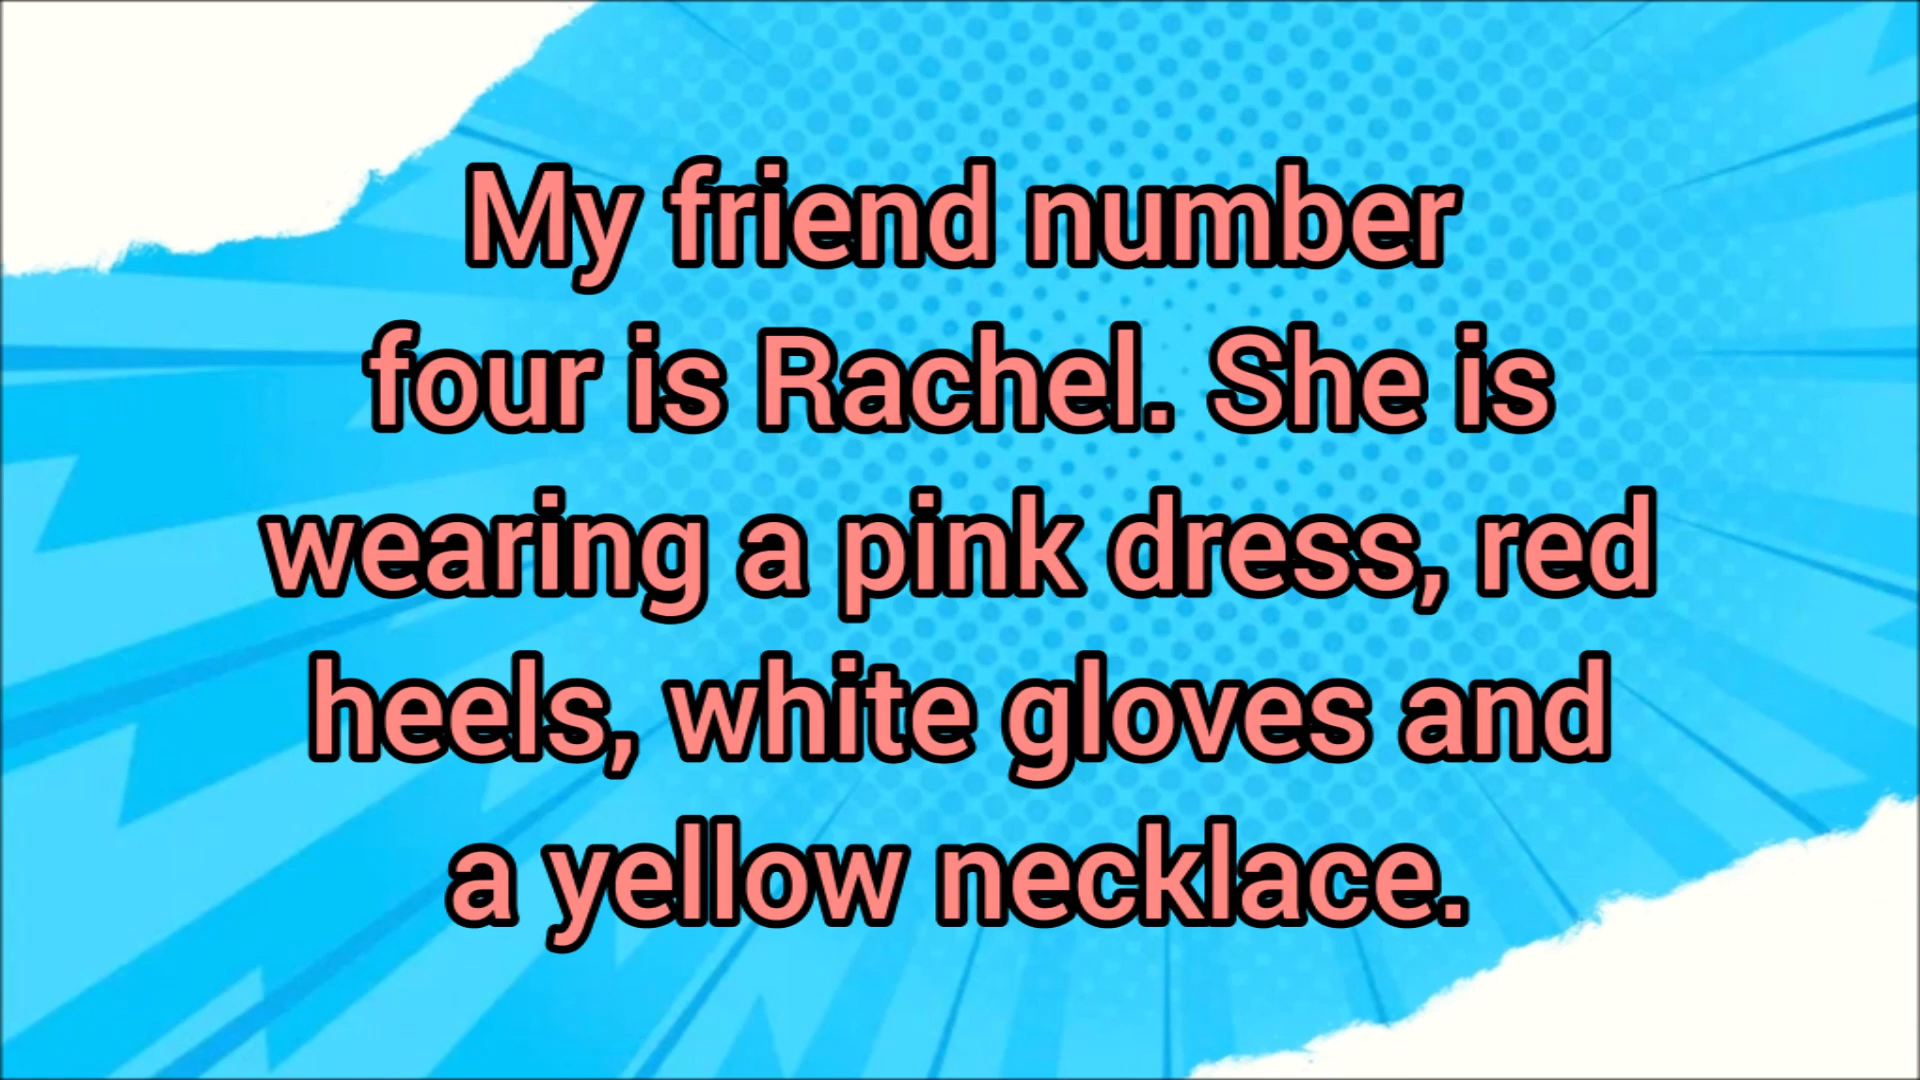 My friend number
four is Rachel. She is
wearing a pink dress, red
heels, white gloves and
a yellow necklace.